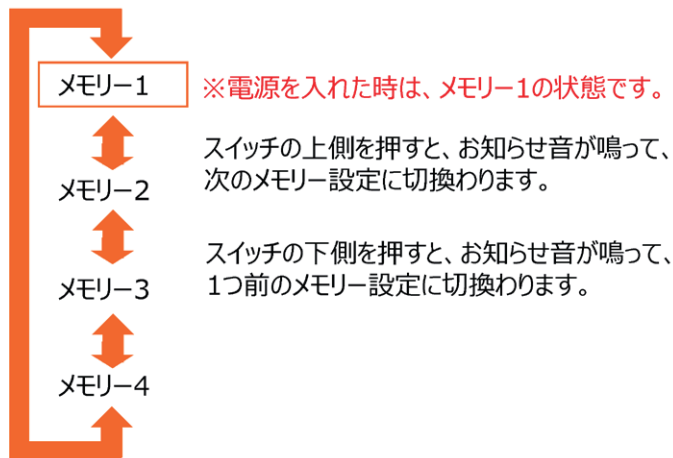 メモリー1
※電源を入れた時は、メモリー1の状態です。
スイッチの上側を押すと、お知らせ音が鳴って、
次のメモリー設定に切換わります。
メモリー2
スイッチの下側を押すと、お知らせ音が鳴って、
1つ前のメモリー設定に切換わります。
メモリー3
メモリー4